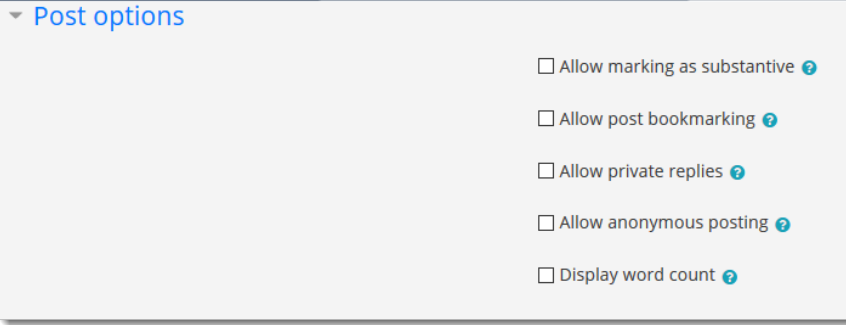 Post options
Allow marking as substantive
Allow post bookmarking
Allow private replies
Allow anonymous posting
Display word count